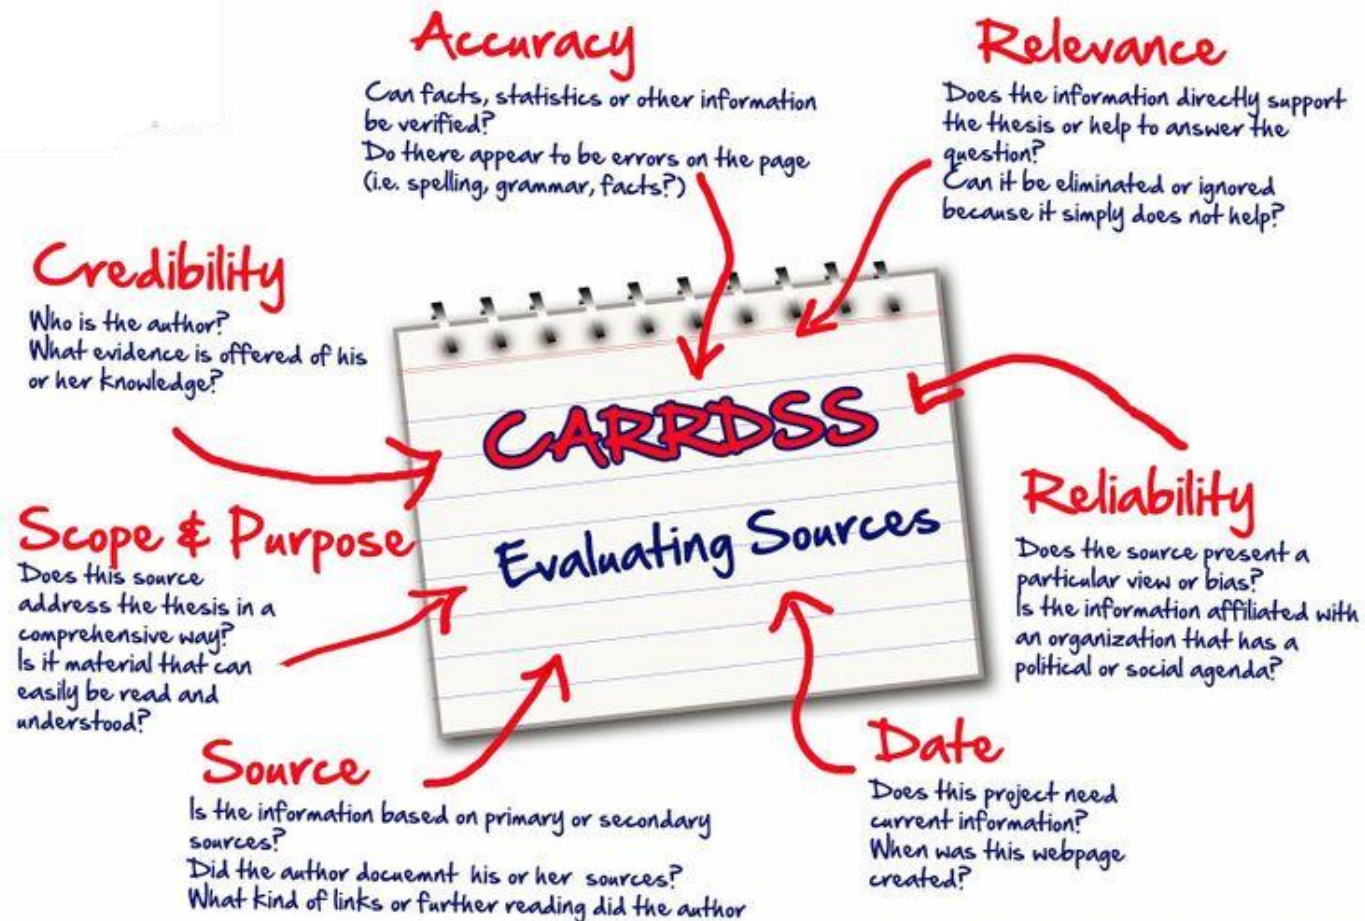 Accuracy
Can facts, statistics or other information
be verified?
Do there appear to be errors on the page
(i.e. spelling, grammar, facts?)
Relevance
Does the information directly support
the thesis or help to answer the
question?
Can it be eliminated or ignored
because it simply does not help?
Credibility
Who is the author?
What evidence is offered of his
or her knowledge?
CARRDSS
Evaluating Sources
Reliability
Does the source present a
particular view or bias?
Is the information affiliated with
an organization that has a
political or social agenda?
Scope & Purpose
Does this source
address the thesis in a
comprehensive way?
Is it material that can
easily be read and
understood?
Source
Is the information based on primary or secondary
sources?
Did the author docuemnt his or her sources?
What kind of links or further reading did the author
Date
Does this project need
current information?
When was this webpage
created?